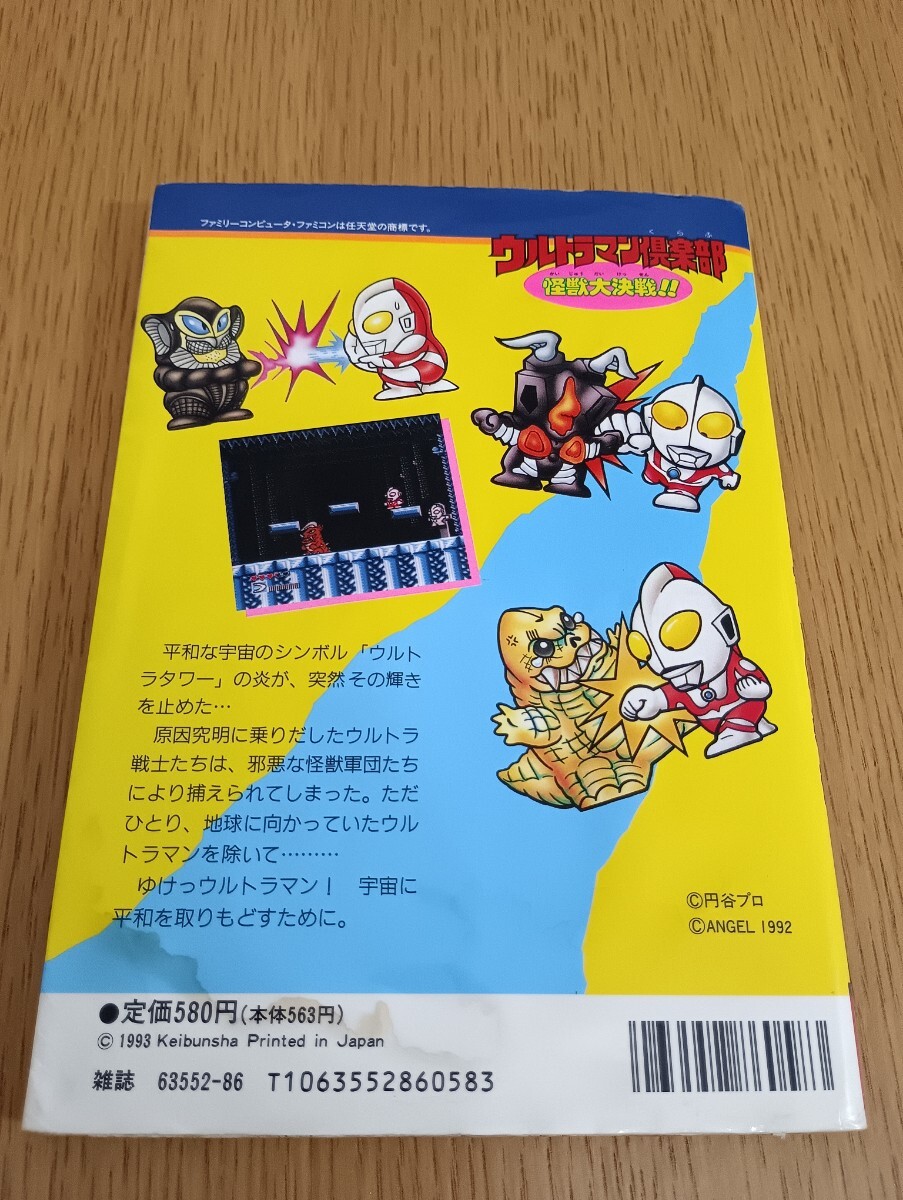 ファミリーコンピュータ・ファミコンは任天堂の商標です。
くらぶ
ウルトラマン倶楽部
かいじゅうだいけっせん
怪獣大決戦!!
平和な宇宙のシンボル「ウルト
ラタワー」の炎が、突然その輝き
を止めた…
原因究明に乗りだしたウルトラ
戦士たちは、邪悪な怪獣軍団たち
により捕えられてしまった。ただ
ひとり、地球に向かっていたウル
トラマンを除いて………
ゆけっウルトラマン！ 宇宙に
平和を取りもどすために。
©円谷プロ
©ANGEL 1992
●定価580円(本体563円)
© 1993 Keibunsha Printed in Japan
雑誌 63552-86 T1063552860583